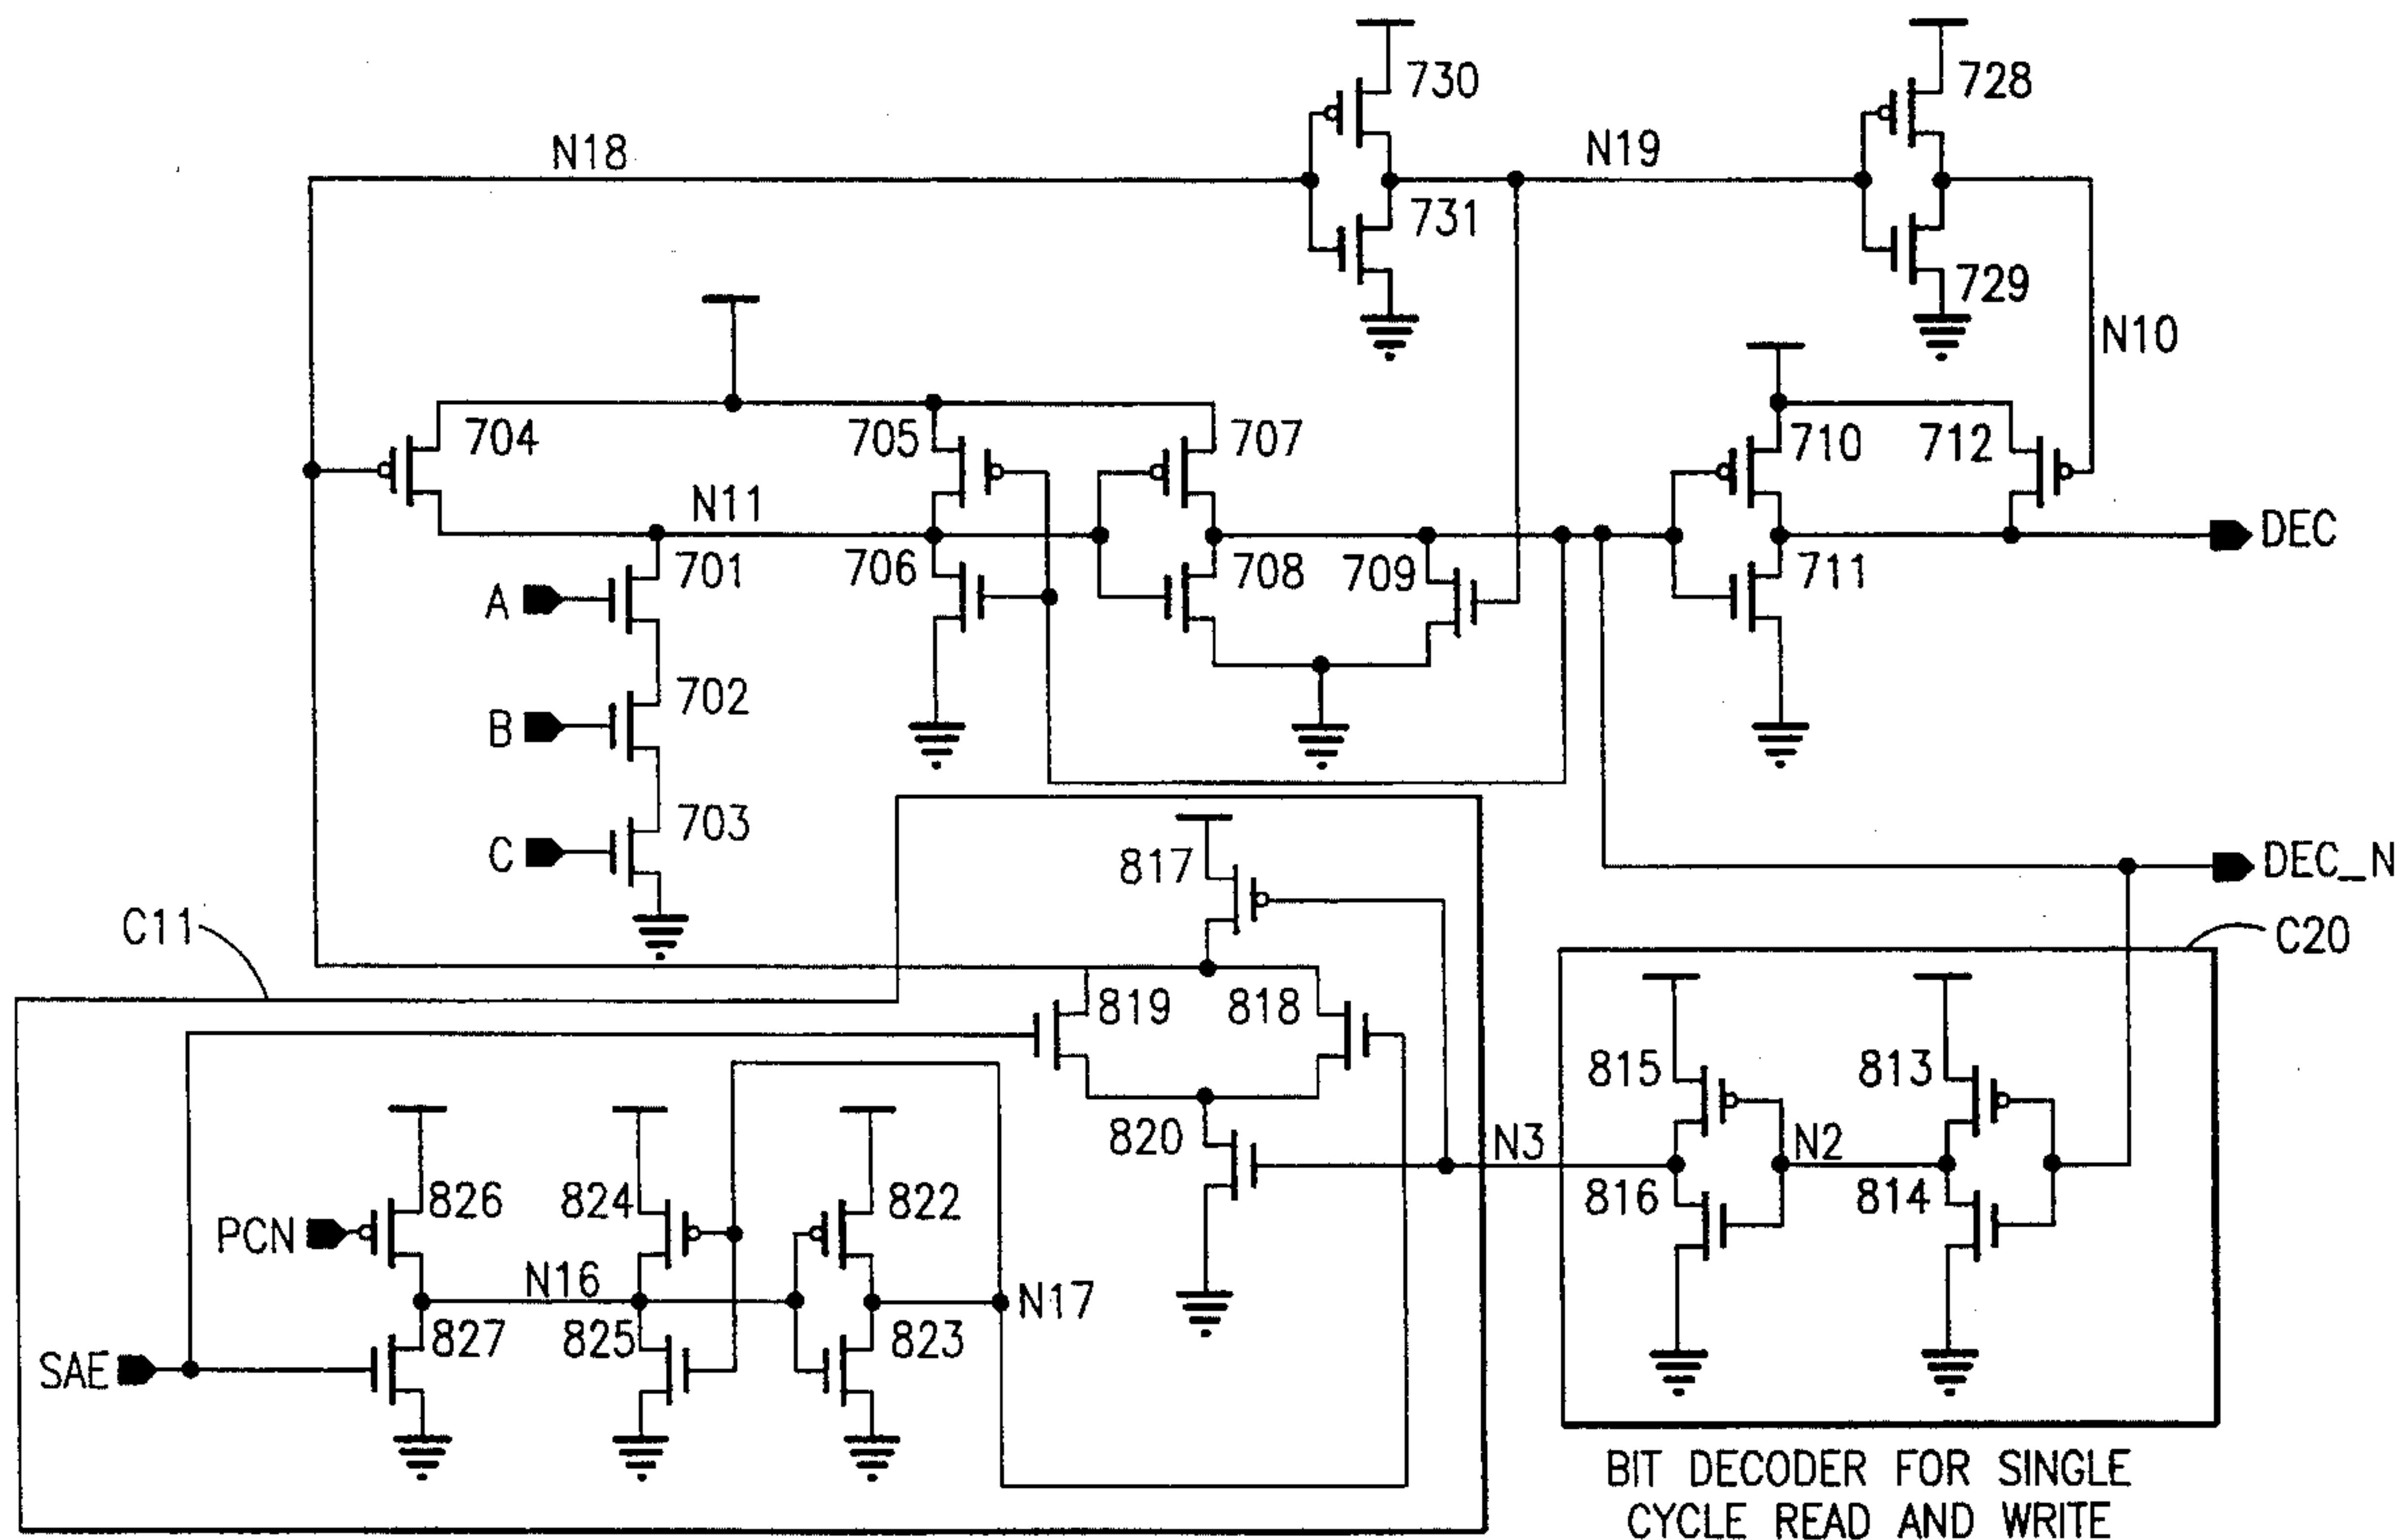 730
728
N18
N19
731
729
N10
704
705
707
710
712
N11
DEC
701
706
708
709
711
A
702
B
703
C
817
DEC_N
C11
C20
819
818
815
813
820
N3
N2
826
824
822
816
814
PCN
N16
N17
827
825
823
SAE
BIT DECODER FOR SINGLE
CYCLE READ AND WRITE